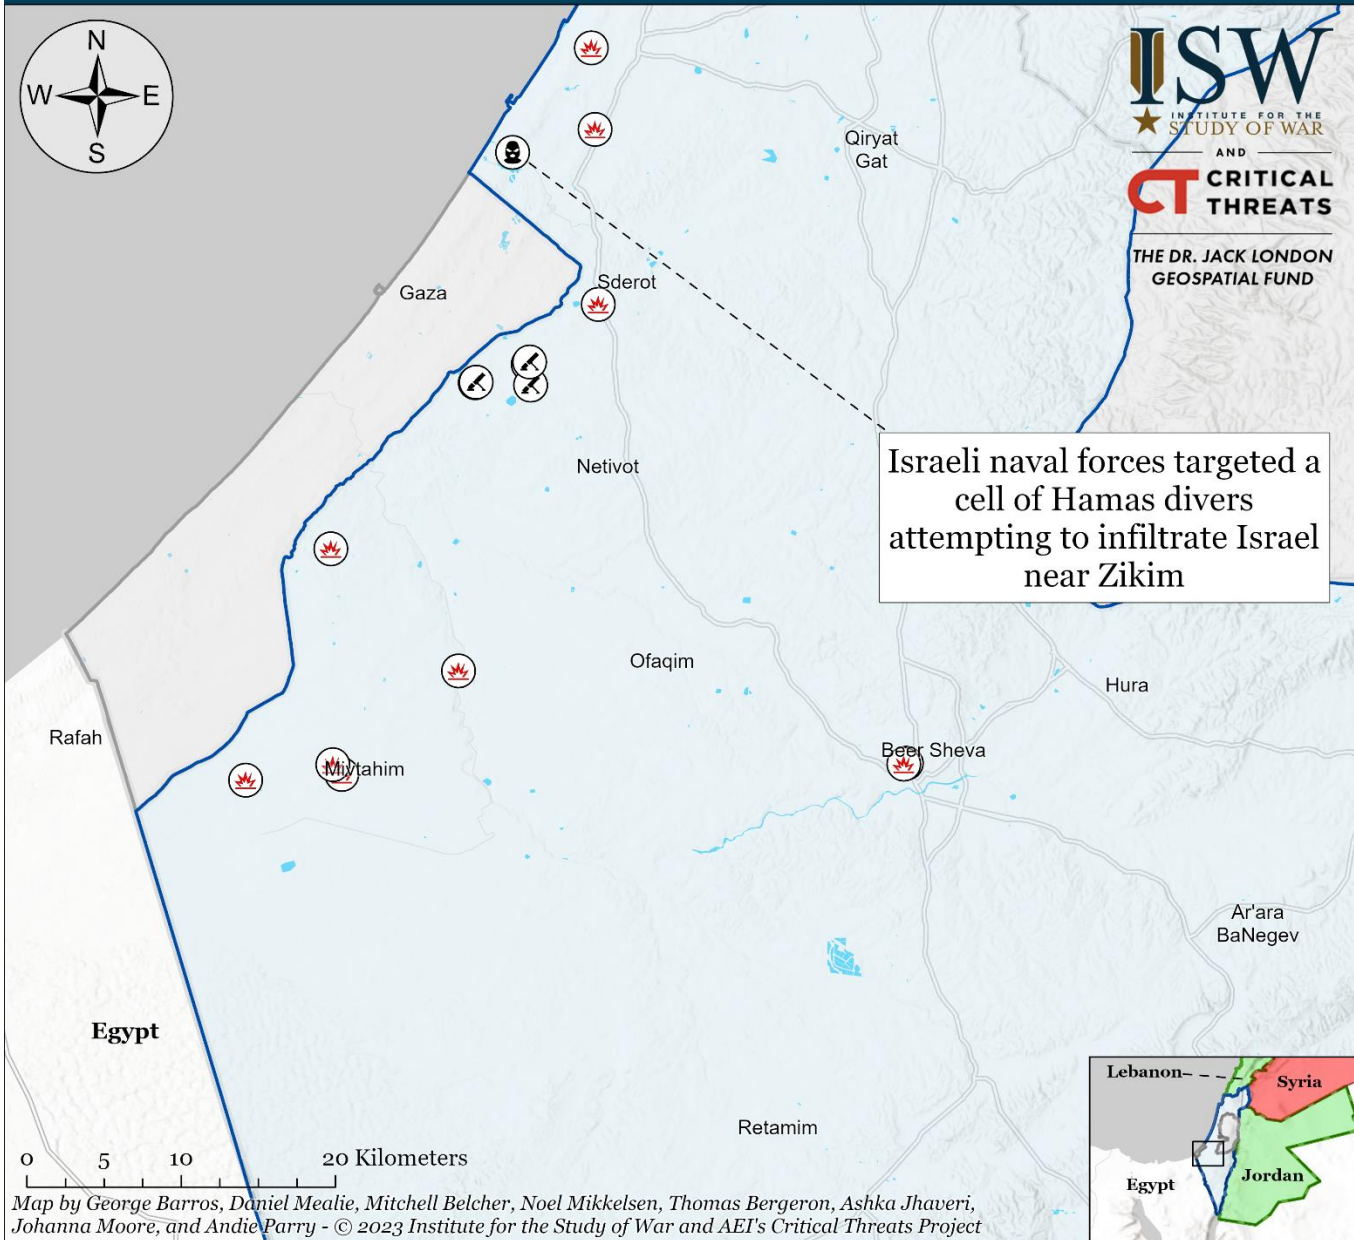 N
W
E
S
ISW
INSTITUTE FOR THE
STUDY OF WAR
AND
CT CRITICAL
THREATS
THE DR. JACK LONDON
GEOSPATIAL FUND
Qiryat
Gat
Gaza
Sderot
Netivot
Israeli naval forces targeted a
cell of Hamas divers
attempting to infiltrate Israel
near Zikim
Ofaqim
Hura
Rafah
Mivtahim
Beer Sheva
Ar'ara
BaNegev
Egypt
Retamim
Lebanon
Syria
Egypt
Jordan
0 5 10 20 Kilometers
Map by George Barros, Daniel Mealie, Mitchell Belcher, Noel Mikkelsen, Thomas Bergeron, Ashka Jhaveri,
Johanna Moore, and Andie Parry - © 2023 Institute for the Study of War and AEI's Critical Threats Project